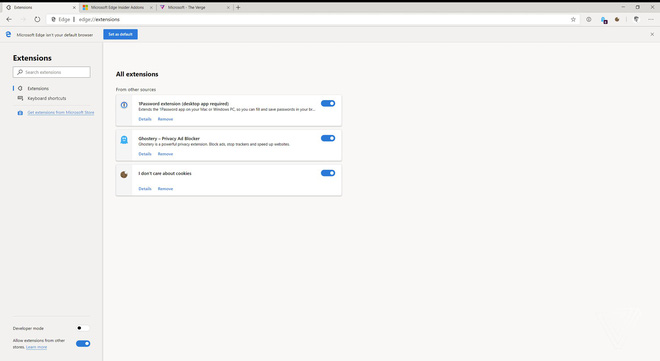 Extensions
Microsoft Edge Insider Addons
Microsoft - The Verge
Edge
edge://extensions
Microsoft Edge isn't your default browser
Set as default
Extensions
Search extensions
Extensions
Keyboard shortcuts
Get extensions from Microsoft Store
All extensions
From other sources
1Password extension (desktop app required)
Extends the 1Password app on your Mac or Windows PC, so you can fill and save passwords in your fa...
Details Remove
Ghostery – Privacy Ad Blocker
Ghostery is a powerful privacy extension. Block ads, stop trackers and speed up websites.
Details Remove
I don't care about cookies
Details Remove
Developer mode
Allow extensions from other
stores. Learn more